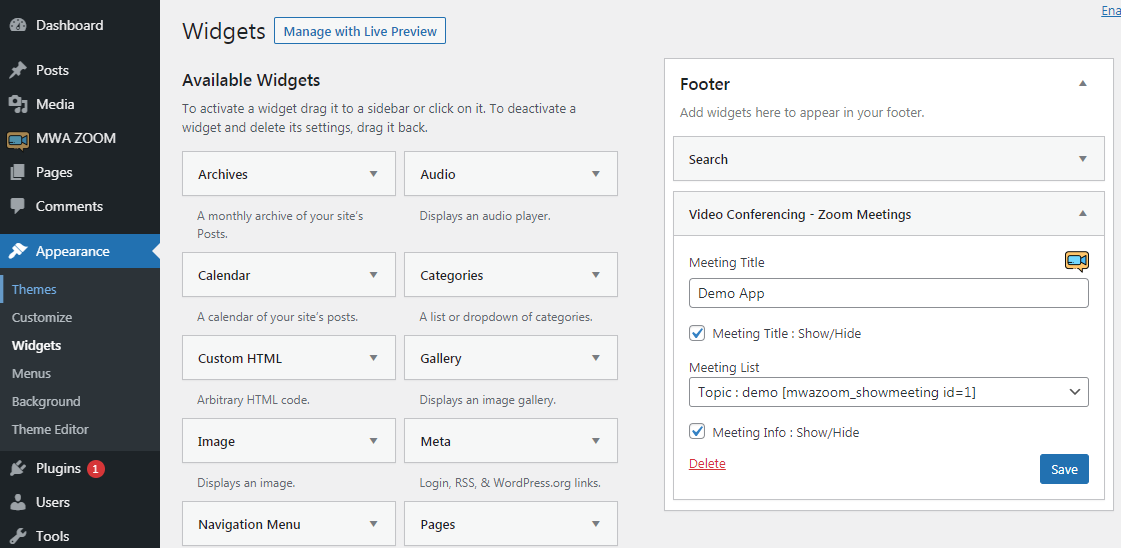 Dashboard
Posts
Media
MWA ZOOM
Pages
Comments
Appearance
Themes
Customize
Widgets
Menus
Background
Theme Editor
Plugins 1
Users
Tools
Widgets
Manage with Live Preview
Ena
Available Widgets
To activate a widget drag it to a sidebar or click on it. To deactivate a
widget and delete its settings, drag it back.
Archives
A monthly archive of your site's
Posts.
Audio
Displays an audio player.
Calendar
A calendar of your site's posts.
Categories
A list or dropdown of categories.
Custom HTML
Arbitrary HTML code.
Gallery
Displays an image gallery.
Image
Displays an image.
Meta
Login, RSS, & WordPress.org links.
Navigation Menu
Pages
Footer
Add widgets here to appear in your footer.
Search
Video Conferencing - Zoom Meetings
Meeting Title
Demo App
Meeting Title : Show/Hide
Meeting List
Topic : demo [mwazoom_showmeeting id=1]
Meeting Info : Show/Hide
Delete
Save